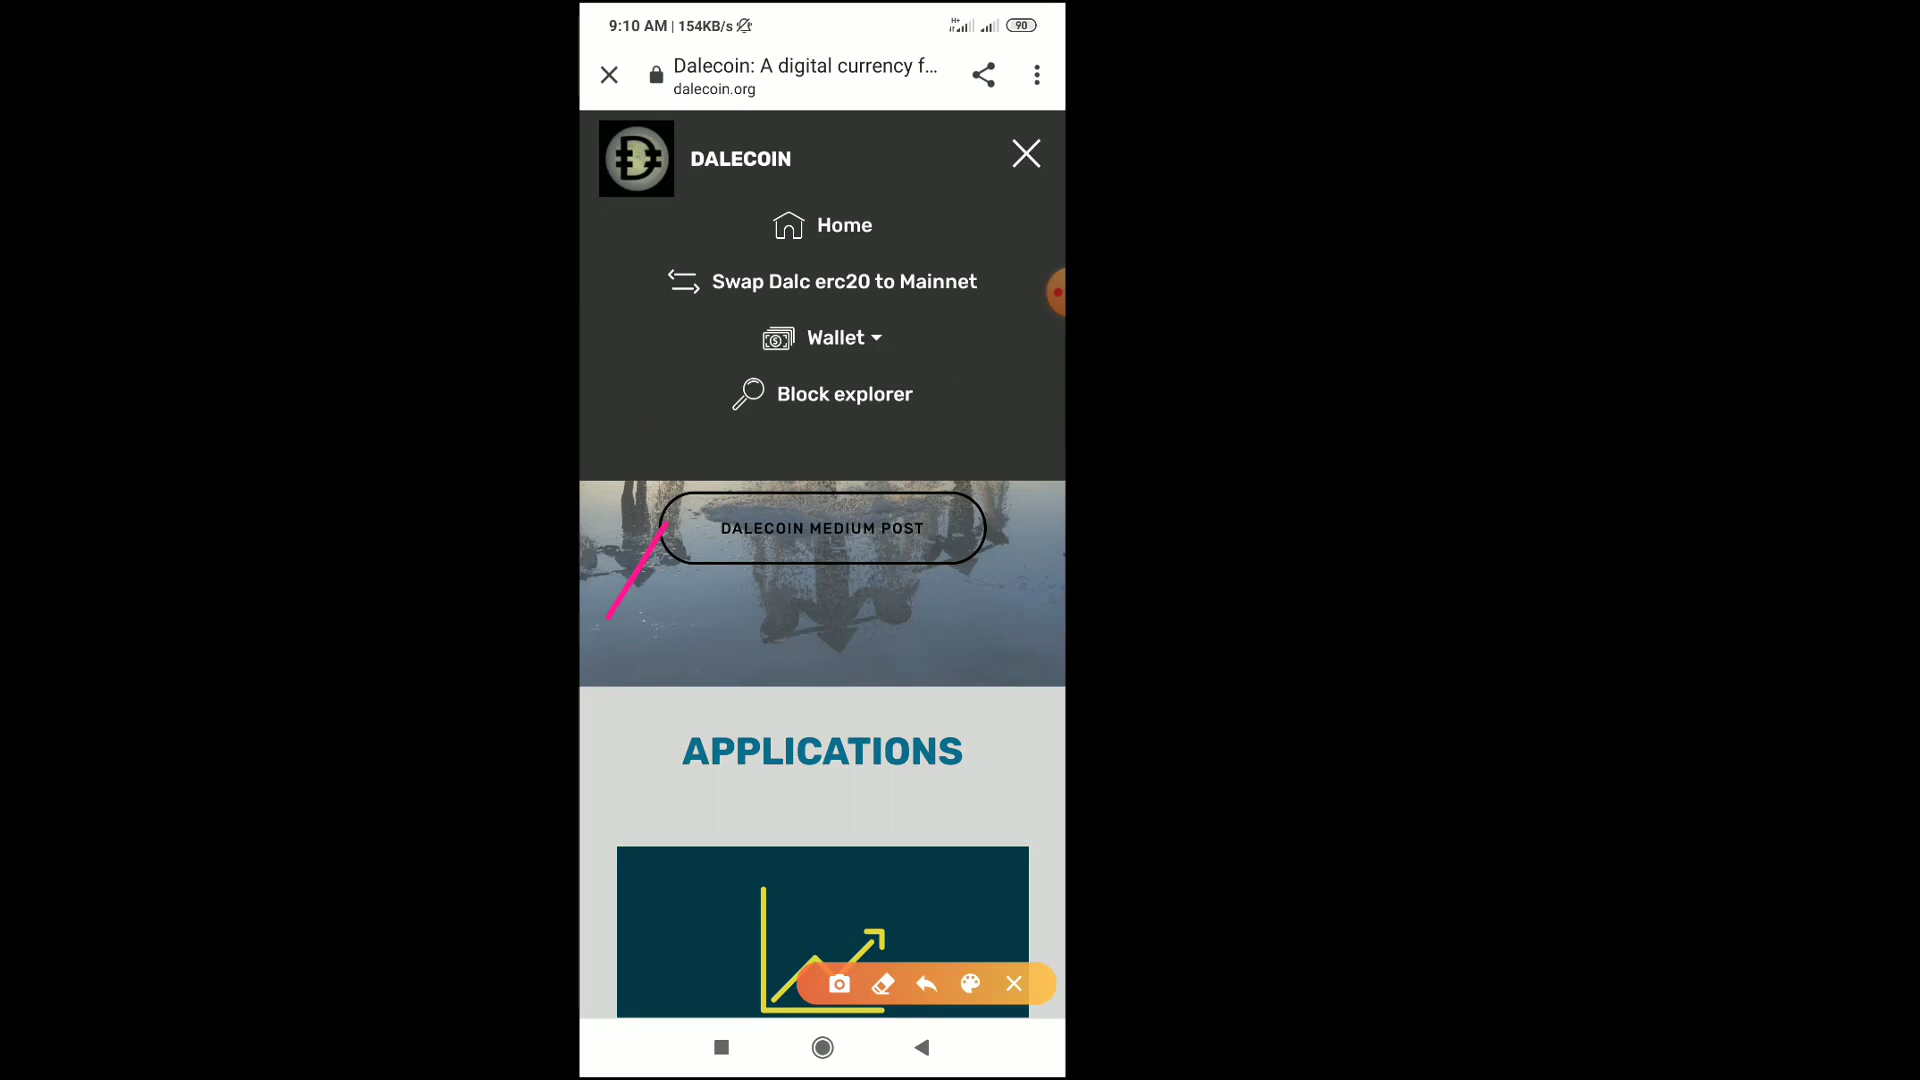 9:10 AM | 154KB/s
H+
90
Dalecoin: A digital currency f...
dalecoin.org
DALECOIN
Home
Swap Dalc erc20 to Mainnet
Wallet
Block explorer
DALECOIN MEDIUM POST
APPLICATIONS